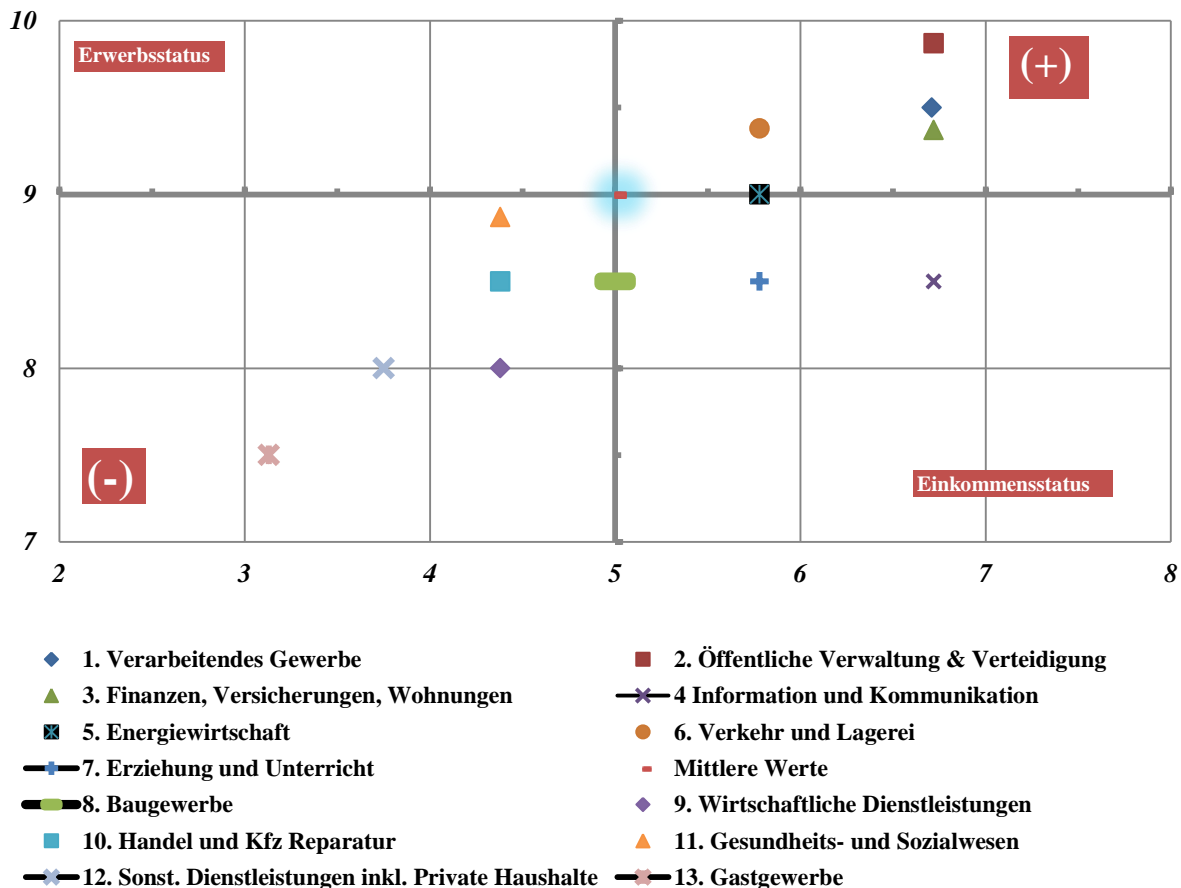 10
Erwerbsstatus
(+)
9
8
(-)
Einkommensstatus
7
2 3 4 5 6 7 8
1. Verarbeitendes Gewerbe
2. Öffentliche Verwaltung & Verteidigung
3. Finanzen, Versicherungen, Wohnungen
4 Information und Kommunikation
5. Energiewirtschaft
6. Verkehr und Lagerei
7. Erziehung und Unterricht
Mittlere Werte
8. Baugewerbe
9. Wirtschaftliche Dienstleistungen
10. Handel und Kfz Reparatur
11. Gesundheits- und Sozialwesen
12. Sonst. Dienstleistungen inkl. Private Haushalte
13. Gastgewerbe